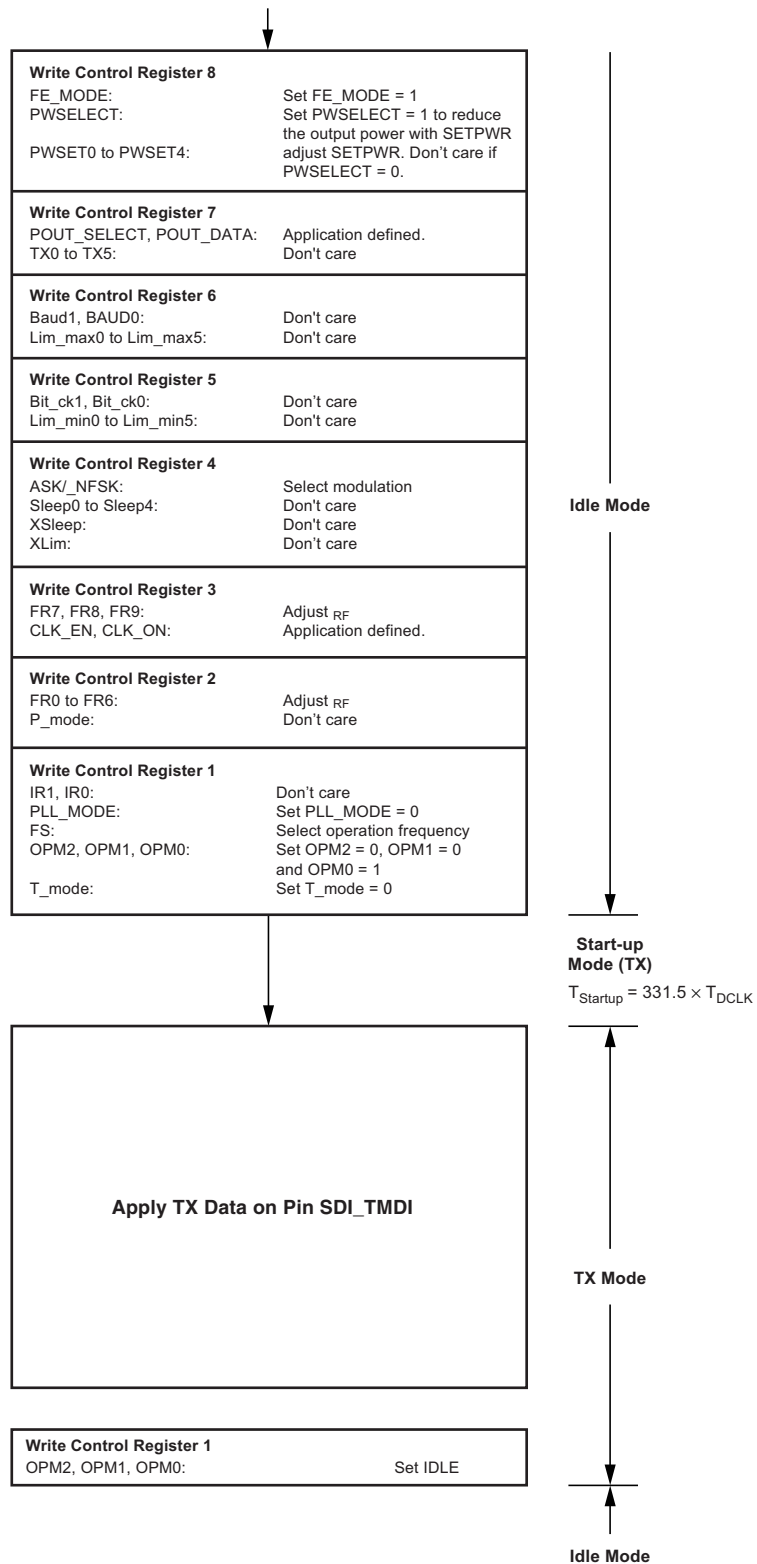 Write Control Register 8
FE_MODE: Set FE_MODE = 1
PWSELECT: Set PWSELECT = 1 to reduce
the output power with SETPWR
PWSET0 to PWSET4: adjust SETPWR. Don’t care if
PWSELECT = 0.
Write Control Register 7
POUT_SELECT, POUT_DATA: Application defined.
TX0 to TX5: Don't care
Write Control Register 6
Baud1, BAUD0: Don't care
Lim_max0 to Lim_max5: Don't care
Write Control Register 5
Bit_ck1, Bit_ck0: Don’t care
Lim_min0 to Lim_min5: Don't care
Write Control Register 4
ASK/_NFSK: Select modulation
Sleep0 to Sleep4: Don't care
XSleep: Don't care
XLim: Don’t care
Idle Mode
Write Control Register 3
FR7, FR8, FR9: Adjust RF
CLK_EN, CLK_ON: Application defined.
Write Control Register 2
FR0 to FR6: Adjust RF
P_mode: Don’t care
Write Control Register 1
IR1, IR0: Don’t care
PLL_MODE: Set PLL_MODE = 0
FS: Select operation frequency
OPM2, OPM1, OPM0: Set OPM2 = 0, OPM1 = 0
and OPM0 = 1
T_mode: Set T_mode = 0
Start-up
Mode (TX)
TStartup = 331.5 × TDCLK
Apply TX Data on Pin SDI_TMDI
TX Mode
Write Control Register 1
OPM2, OPM1, OPM0: Set IDLE
Idle Mode